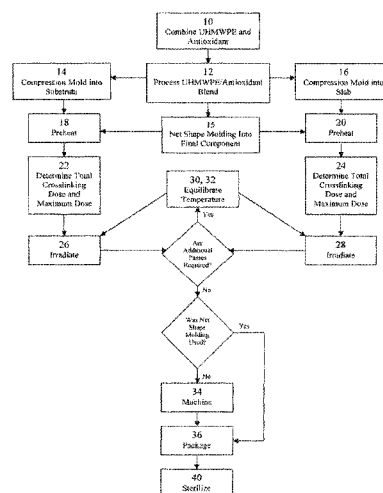 10
Combine UHMWPE and
Antioxidant
14
Compression Mold into
Substrate
12
Process UHMWPE/Antioxidant
Blend
16
Compression Mold into
Slab
18
Preheat
15
Net Shape Molding Into
Final Component
20
Preheat
22
Determine Total
Crosslinking
Dose and
Maximum Dose
30, 32
Equilibrate
Temperature
24
Determine Total
Crosslinking
Dose and
Maximum Dose
Yes
26
Irradiate
Are
Additional
Passes
Required?
28
Irradiate
No
Was Net
Shape
Molding
Used?
Yes
No
34
Machine
36
Package
40
Sterilize